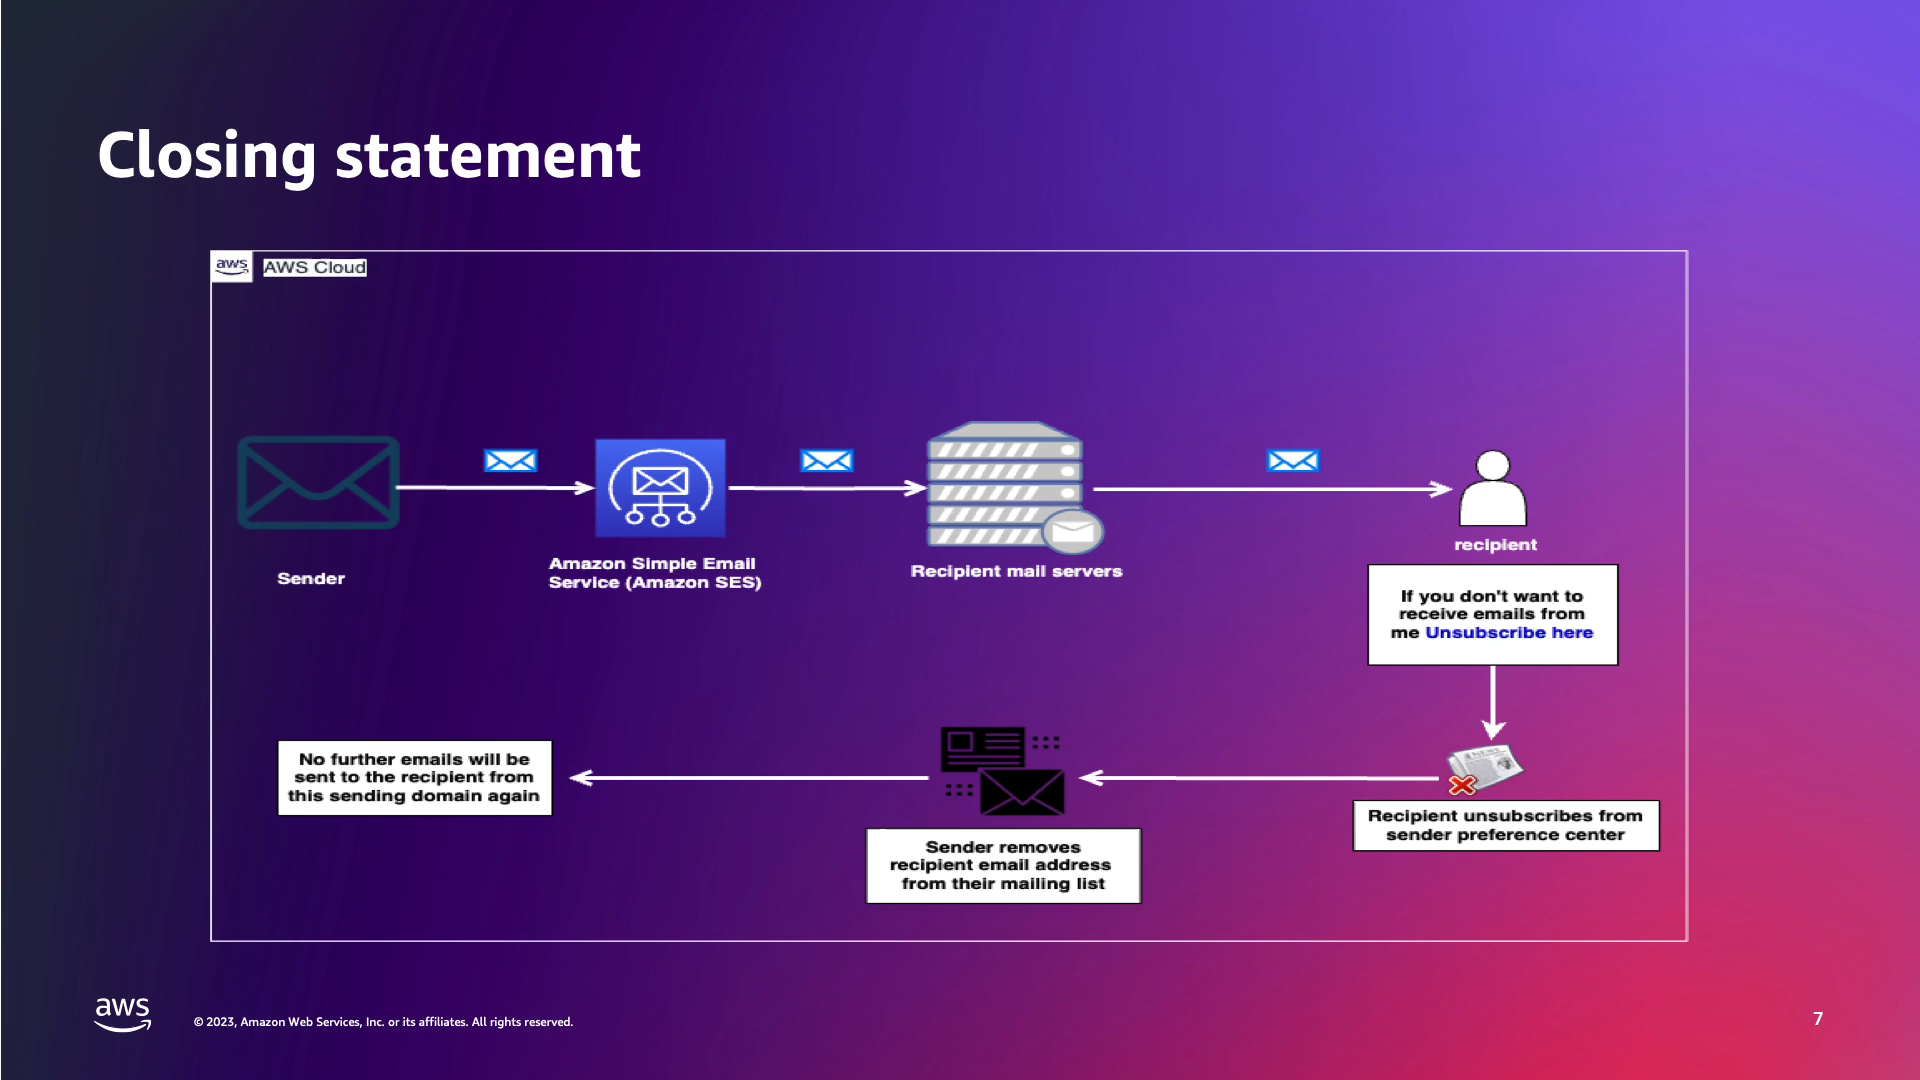 Closing statement
aws
AWS Cloud
Sender
Amazon Simple Email
Service (Amazon SES)
Recipient mail servers
recipient
If you don't want to
receive emails from
me Unsubscribe here
NEWS
Recipient unsubscribes from
sender preference center
Sender removes
recipient email address
from their mailing list
No further emails will be
sent to the recipient from
this sending domain again
aws
© 2023, Amazon Web Services, Inc. or its affiliates. All rights reserved.
7